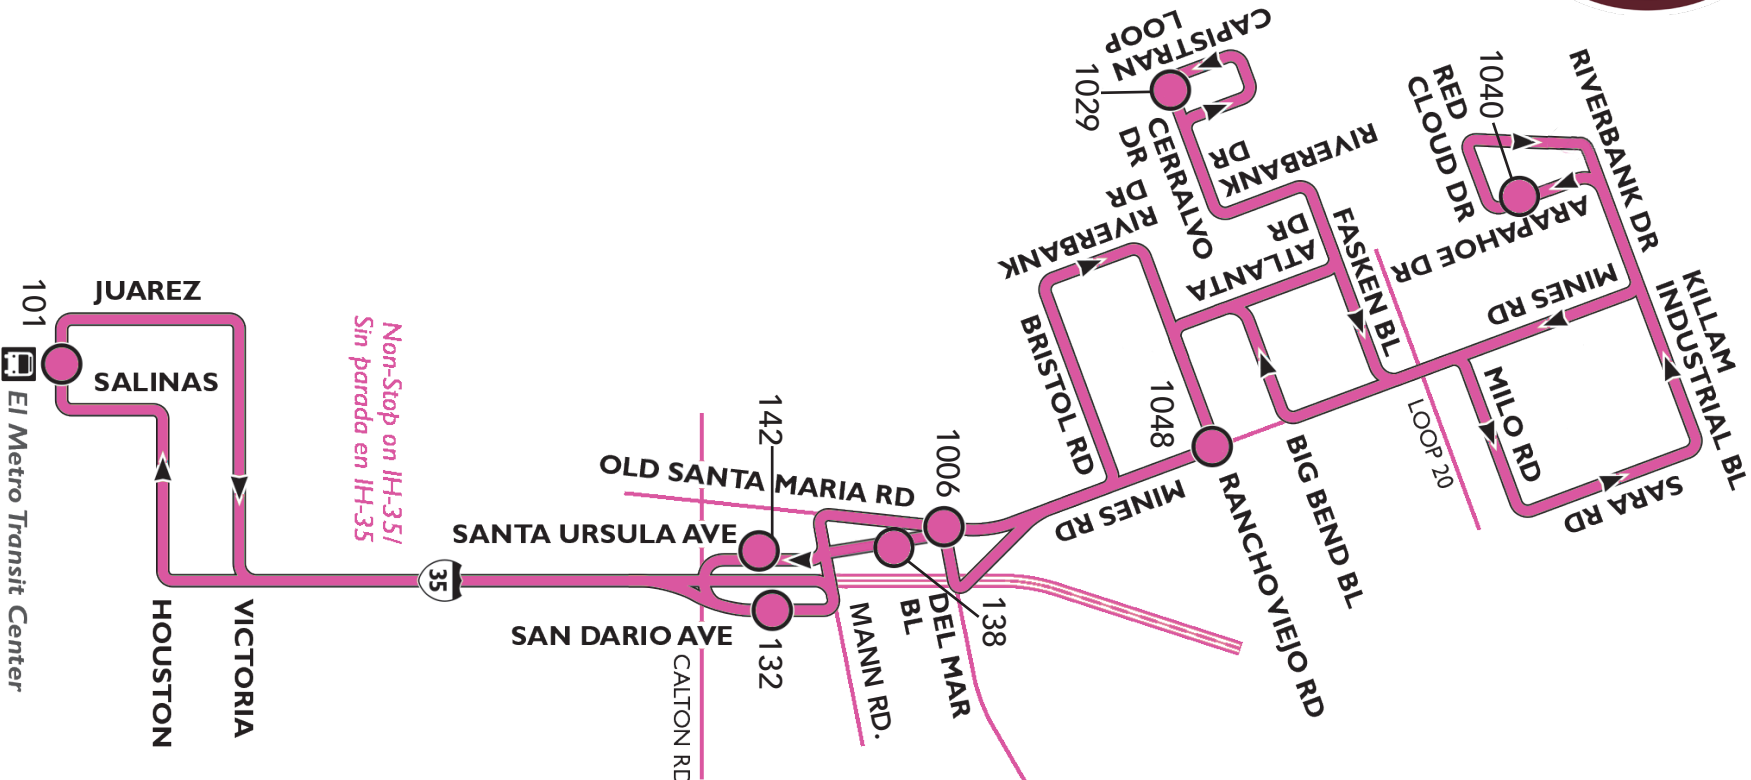 101
El Metro Transit Center
JUAREZ
SALINAS
HOUSTON
VICTORIA
Non-Stop on IH-35/
Sin parada en IH-35
35
142
OLD SANTA MARIA RD
SANTA URSULA AVE
SAN DARIO AVE
132
CALTON RD
MANN RD.
1006
138
DEL MAR
BL
MINES RD
BRISTOL RD
RIVERBANK
DR
1048
RANCHO VIEJO RD
BIG BEND BL
ATLANTA
DR
FASKEN BL
RIVERBANK
DR
CERRALVO
DR
1029
CAPISTRAN
LOOP
LOOP 20
MILO RD
SARA RD
KILLAM
INDUSTRIAL BL
MINES RD
RIVERBANK DR
ARAPAHOE DR
1040
RED
CLOUD DR